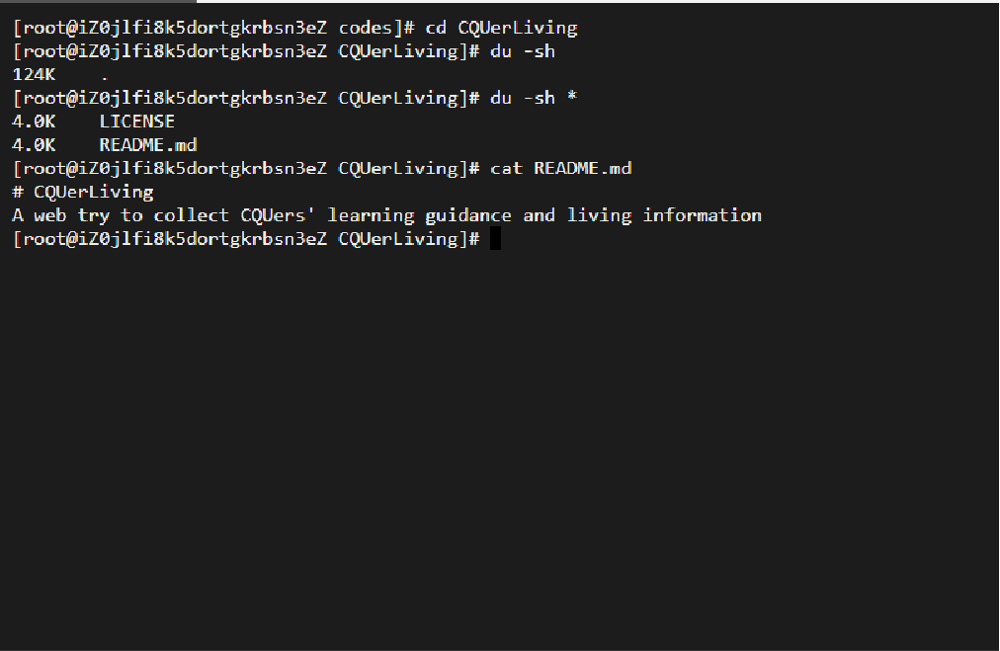 [root@iZ0jlfi8k5dortgkrbsn3eZ codes]# cd CQUerLiving
[root@iZ0jlfi8k5dortgkrbsn3eZ CQUerLiving]# du -sh
124K    .
[root@iZ0jlfi8k5dortgkrbsn3eZ CQUerLiving]# du -sh *
4.0K    LICENSE
4.0K    README.md
[root@iZ0jlfi8k5dortgkrbsn3eZ CQUerLiving]# cat README.md
# CQUerLiving
A web try to collect CQUers' learning guidance and living information
[root@iZ0jlfi8k5dortgkrbsn3eZ CQUerLiving]#